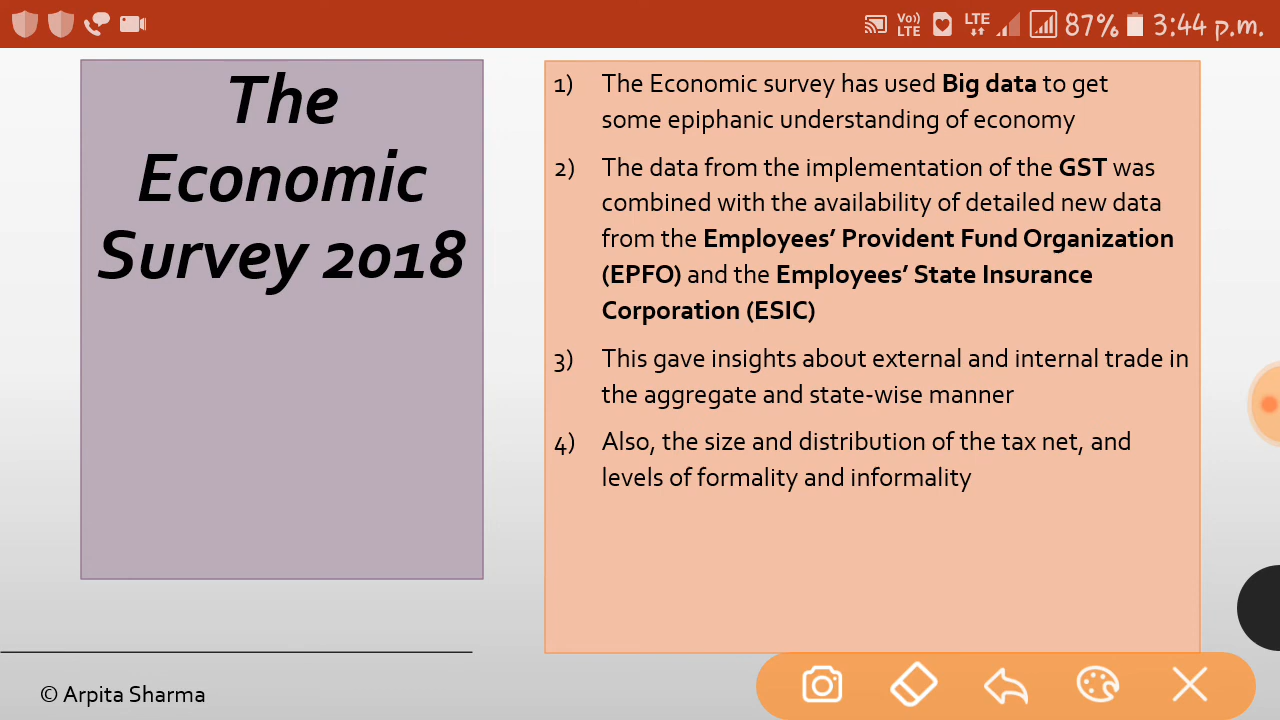 Vo)) LTE LTE 87% 3:44 p.m.
The
Economic
Survey 2018
1) The Economic survey has used Big data to get
some epiphanic understanding of economy
2) The data from the implementation of the GST was
combined with the availability of detailed new data
from the Employees’ Provident Fund Organization
(EPFO) and the Employees’ State Insurance
Corporation (ESIC)
3) This gave insights about external and internal trade in
the aggregate and state-wise manner
4) Also, the size and distribution of the tax net, and
levels of formality and informality
© Arpita Sharma